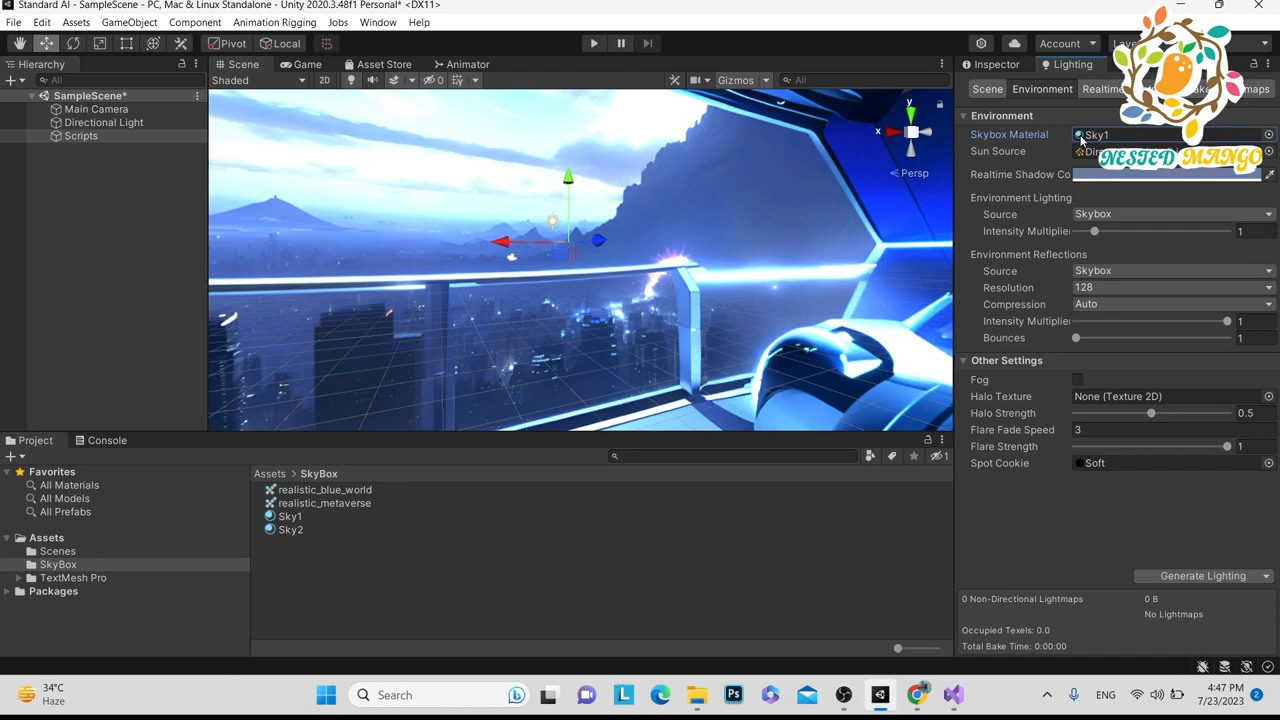 Standard AI - SampleScene - PC, Mac & Linux Standalone - Unity 2020.3.48f1 Personal* <DX11>
File Edit Assets GameObject Component Animation Rigging Jobs Window Help
Pivot Local Account
Hierarchy Scene Game Asset Store Animator Inspector Lighting
All Shaded 2D 0 Gizmos All
Scene Environment
SampleScene*
Main Camera
Directional Light
Scripts
y
x
Persp
Environment
Skybox Material Sky1
Sun Source
NESTED MANGO
Realtime Shadow Co
Environment Lighting
Source Skybox
Intensity Multiplier 1
Environment Reflections
Source Skybox
Resolution 128
Compression Auto
Intensity Multiplier 1
Bounces 1
Other Settings
Fog
Halo Texture None (Texture 2D)
Halo Strength 0.5
Flare Fade Speed 3
Flare Strength 1
Spot Cookie Soft
Generate Lighting
0 Non-Directional Lightmaps 0 B
No Lightmaps
Occupied Texels: 0.0
Total Bake Time: 0:00:00
Project Console
1
Favorites
All Materials
All Models
All Prefabs
Assets
Scenes
SkyBox
TextMesh Pro
Packages
Assets > SkyBox
realistic_blue_world
realistic_metaverse
Sky1
Sky2
34°C
Haze
Search
ENG
4:47 PM
7/23/2023
2